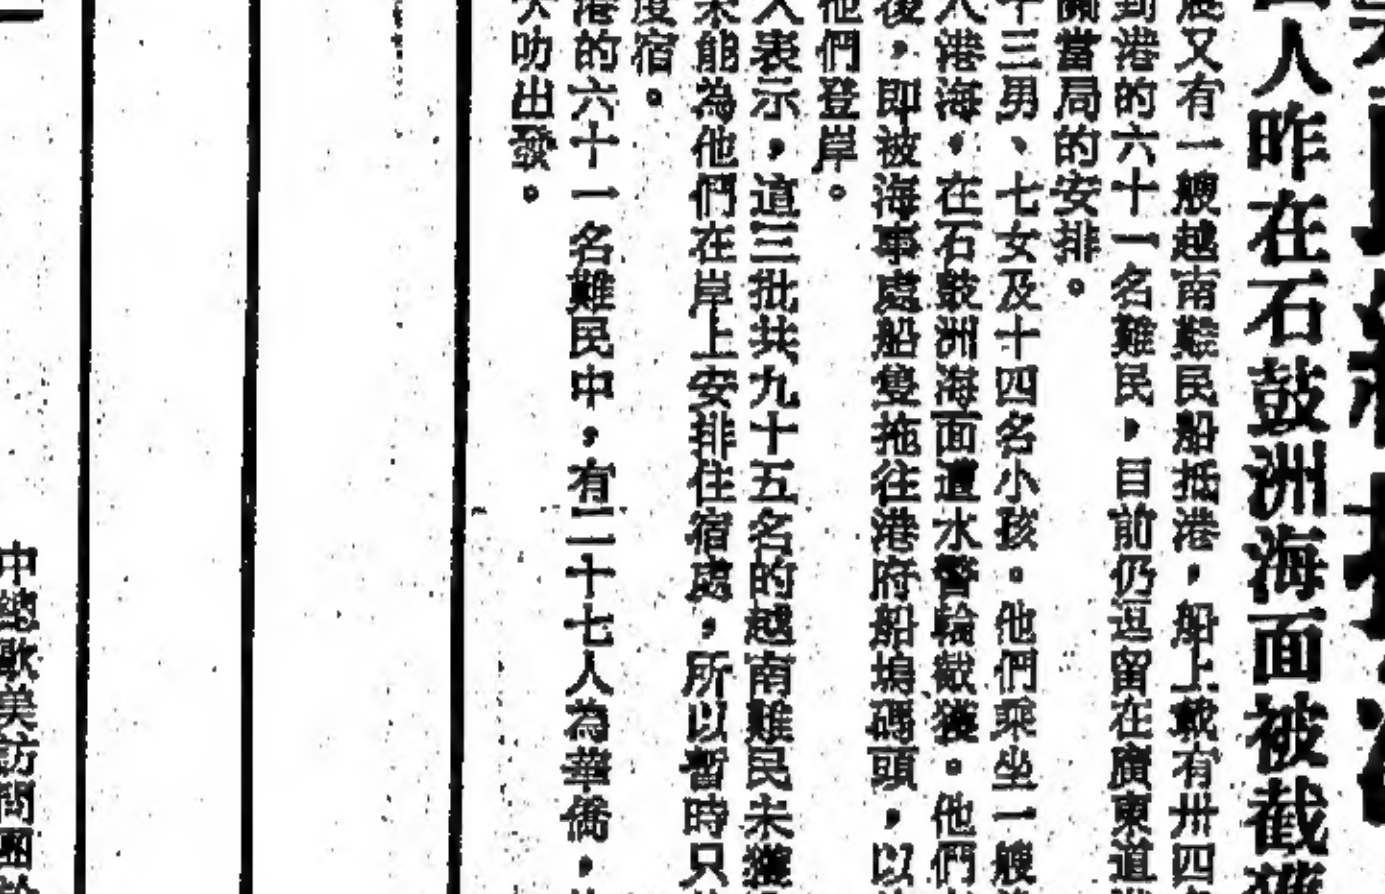 人昨在石鼓洲海面被截
晨又有一艘越南難民船抵港，船上載有卅四
到港的六十一名難民，目前仍逗留在廣東道
當局的安排。
十三男、七女及十四名小孩。他們乘坐一艘
入港海，在石鼓洲海面遭水警輪截獲。他們
後，即被海事處船隻拖往港府船塢碼頭，以
他們登岸。
人表示，這三批共九十五名的越南難民未獲
未能為他們在岸上安排住宿處，所以暫時只
度宿。
港的六十一名難民中，有二十七人為華僑，
叻出發。
中總歐美訪問團